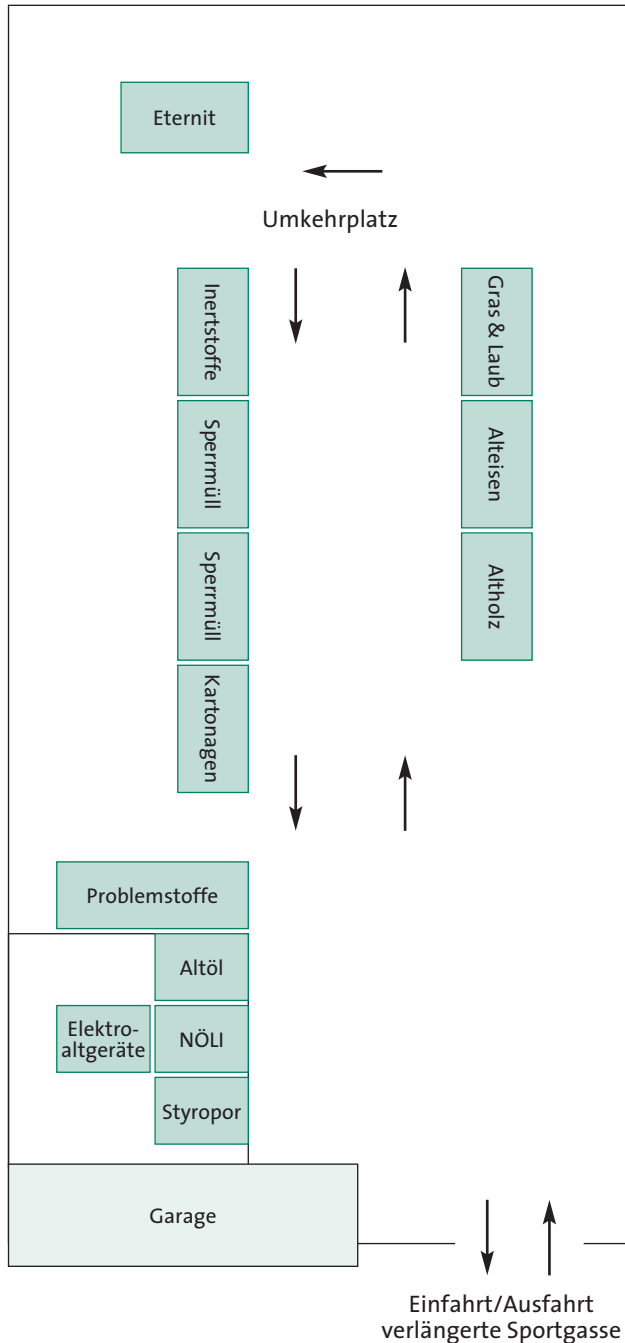 Eternit
Umkehrplatz
Inertstoffe
Gras & Laub
Sperrmüll
Alteisen
Sperrmüll
Altholz
Kartonagen
Problemstoffe
Altöl
Elektro-
altgeräte
NÖLI
Styropor
Garage
Einfahrt/Ausfahrt
verlängerte Sportgasse